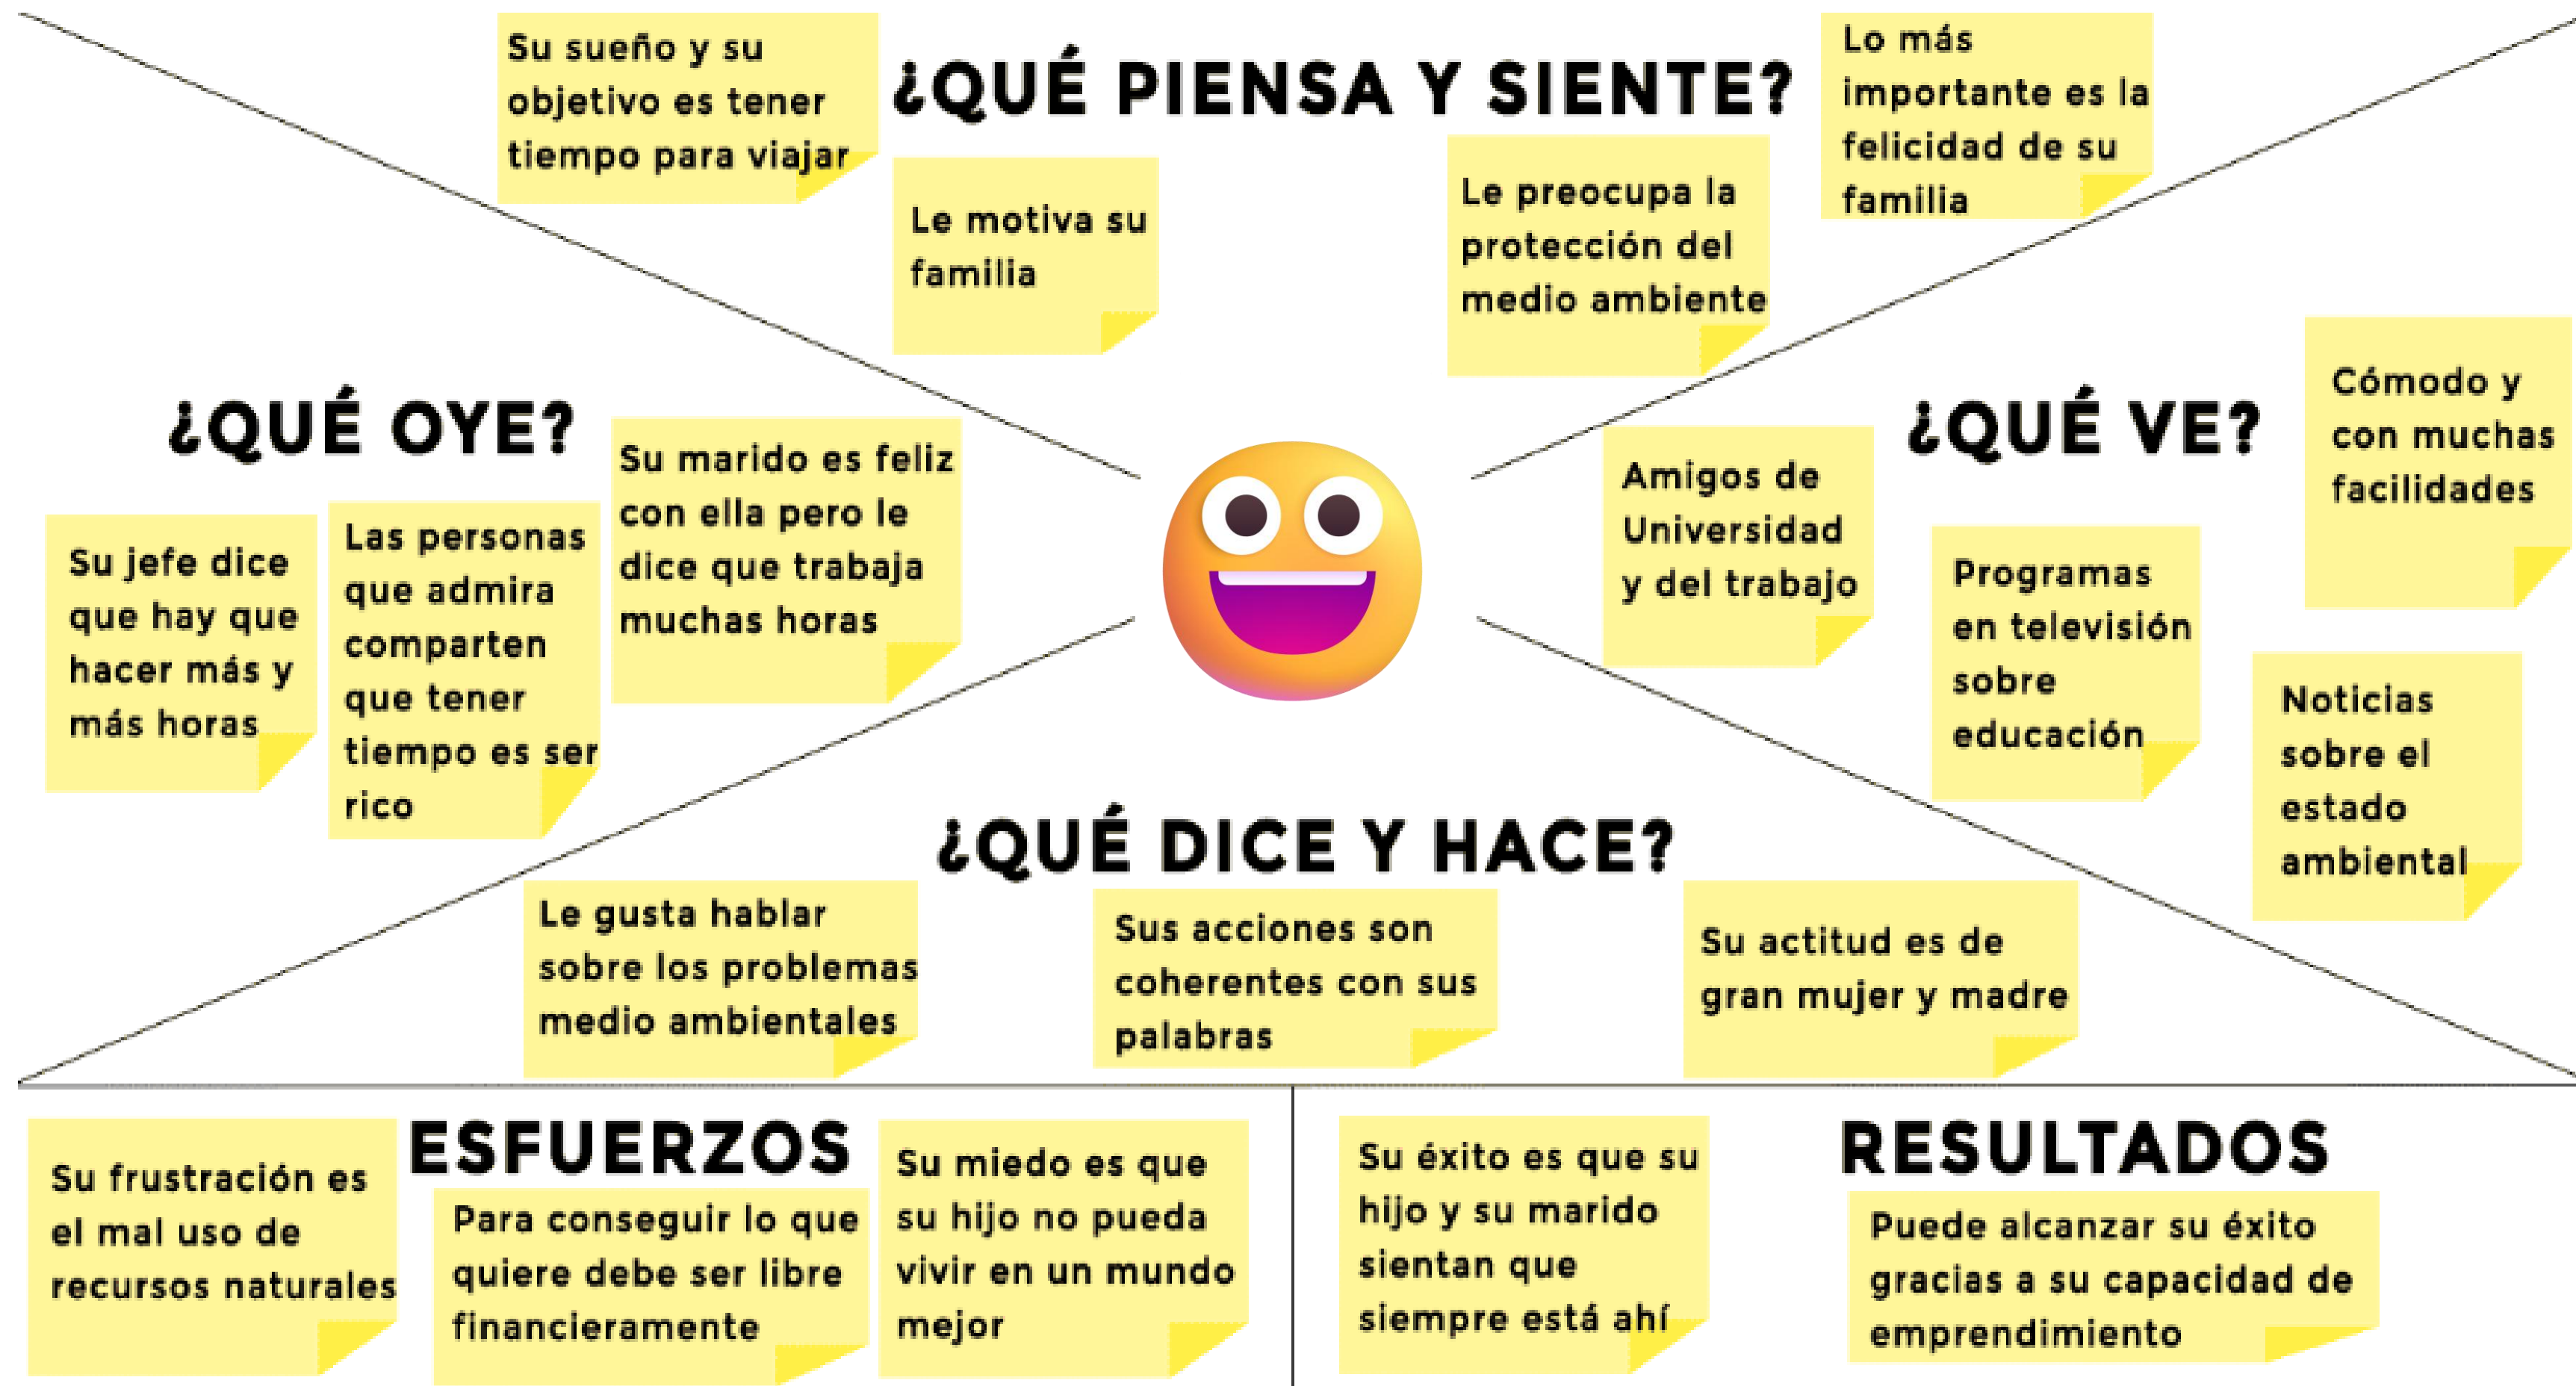 ¿QUÉ PIENSA Y SIENTE?
Su sueño y su
objetivo es tener
tiempo para viajar
Le motiva su
familia
Le preocupa la
protección del
medio ambiente
Lo más
importante es la
felicidad de su
familia
¿QUÉ OYE?
Su jefe dice
que hay que
hacer más y
más horas
Las personas
que admira
comparten
que tener
tiempo es ser
rico
Su marido es feliz
con ella pero le
dice que trabaja
muchas horas
¿QUÉ VE?
Amigos de
Universidad
y del trabajo
Programas
en televisión
sobre
educación
Cómodo y
con muchas
facilidades
Noticias
sobre el
estado
ambiental
¿QUÉ DICE Y HACE?
Le gusta hablar
sobre los problemas
medio ambientales
Sus acciones son
coherentes con sus
palabras
Su actitud es de
gran mujer y madre
ESFUERZOS
Su frustración es
el mal uso de
recursos naturales
Para conseguir lo que
quiere debe ser libre
financieramente
Su miedo es que
su hijo no pueda
vivir en un mundo
mejor
RESULTADOS
Su éxito es que su
hijo y su marido
sientan que
siempre está ahí
Puede alcanzar su éxito
gracias a su capacidad de
emprendimiento